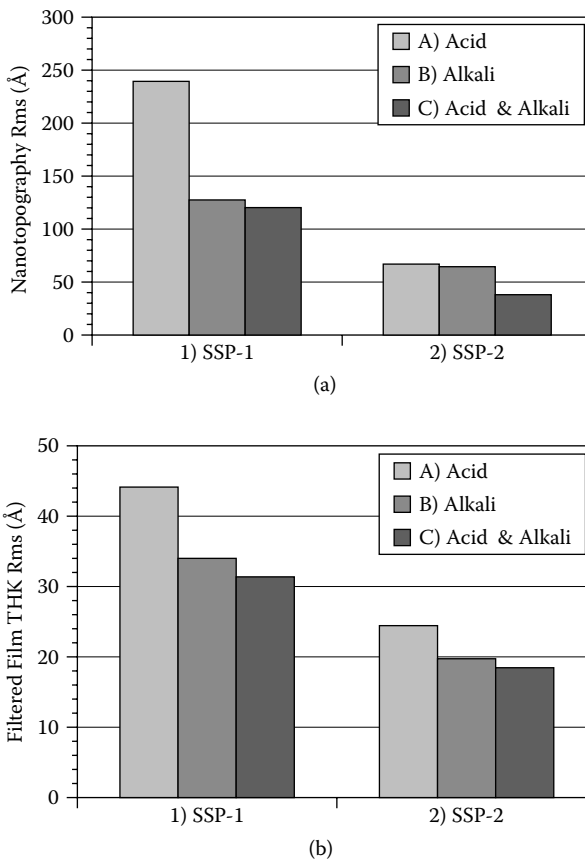 300
250
200
150
100
50
0
Nanotopography Rms (Å)
A) Acid
B) Alkali
C) Acid & Alkali
1) SSP-1
2) SSP-2
(a)
50
40
30
20
10
0
Filtered Film THK Rms (Å)
A) Acid
B) Alkali
C) Acid & Alkali
1) SSP-1
2) SSP-2
(b)